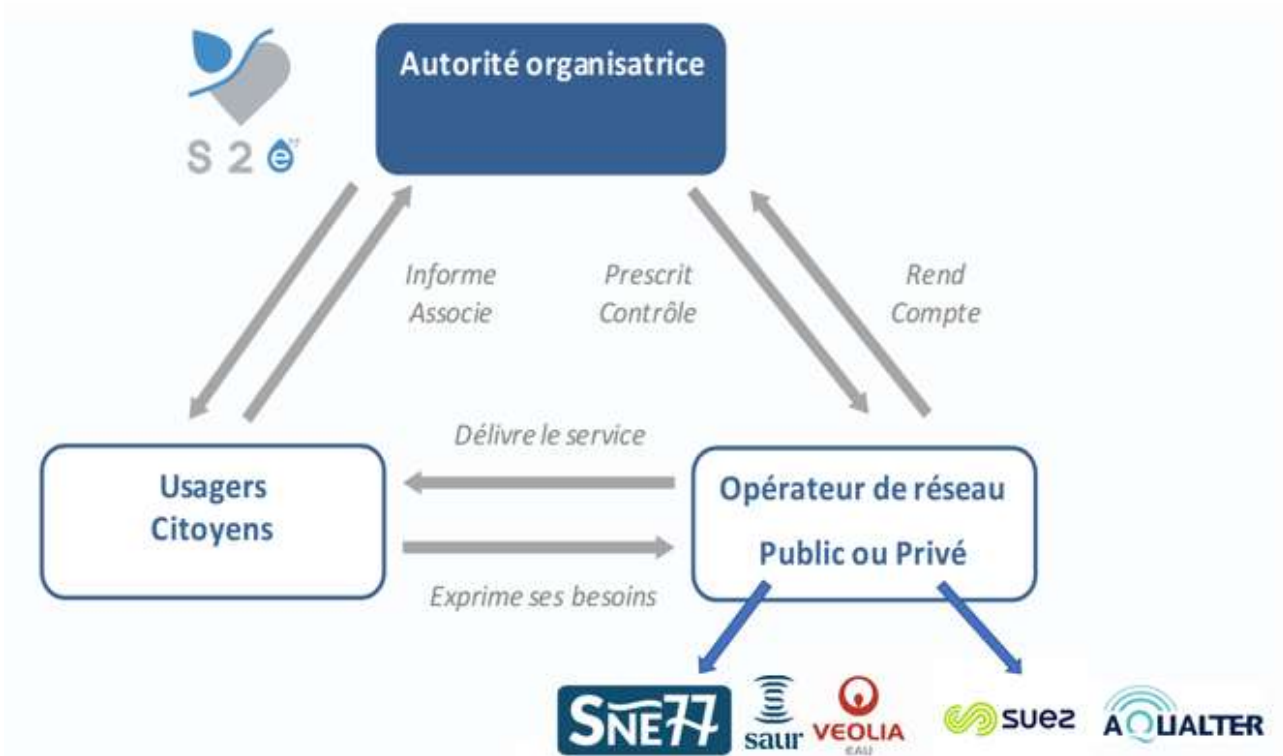 Autorité organisatrice
S2e77
Informe
Associe
Prescrit
Contrôle
Rend
Compte
Délivre le service
Usagers
Citoyens
Opérateur de réseau
Public ou Privé
Exprime ses besoins
SNE77
saur
VEOLIA
EAU
suez
AQUALTER